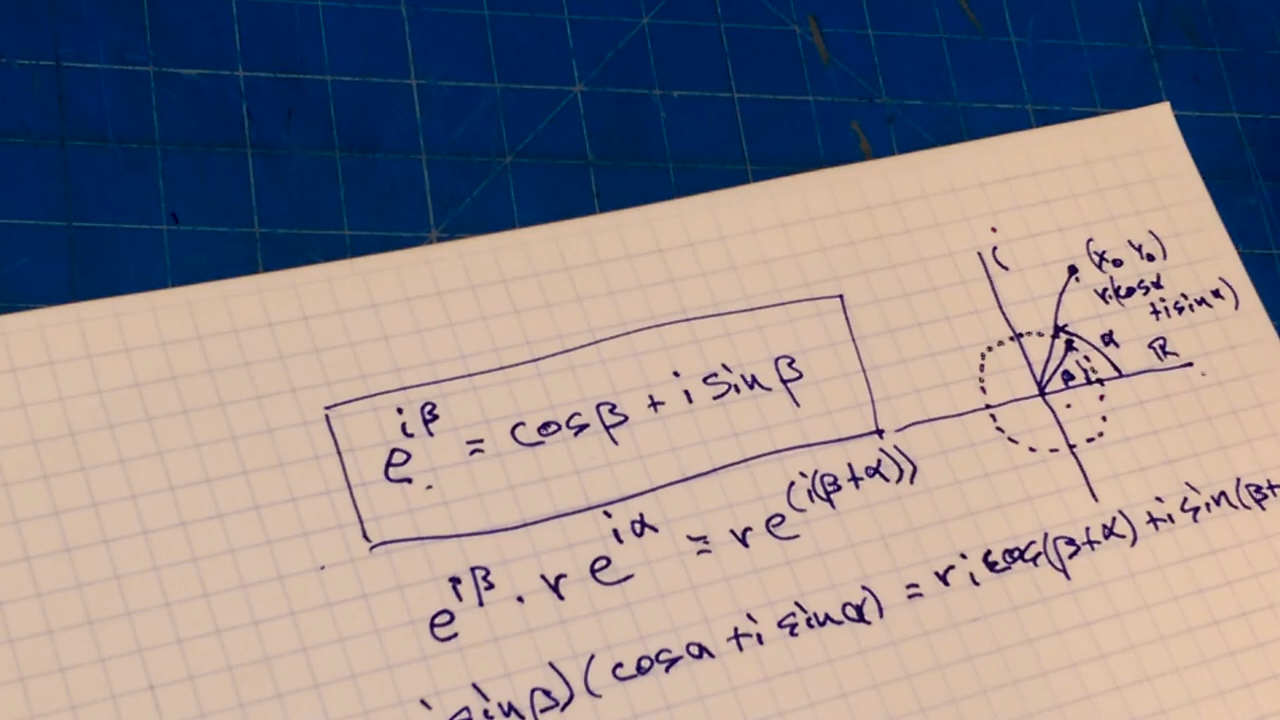 i
(x₀ y₀)
r(cosα
+isinα)
α
R
e^{iβ} = cosβ + i sinβ
e^{iβ} . r e^{iα} = r e^{(i(β+α))}
i sinβ)(cosα + i sinα) = r i cos(β+α) + i sin(β+